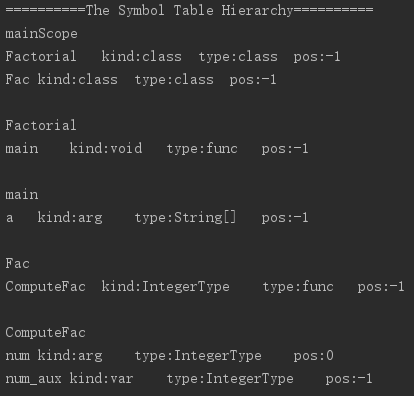 ==========The Symbol Table Hierarchy==========
mainScope
Factorial   kind:class  type:class  pos:-1
Fac kind:class  type:class  pos:-1

Factorial
main    kind:void   type:func   pos:-1

main
a   kind:arg    type:String[]   pos:-1

Fac
ComputeFac  kind:IntegerType    type:func   pos:-1

ComputeFac
num kind:arg    type:IntegerType    pos:0
num_aux kind:var    type:IntegerType    pos:-1